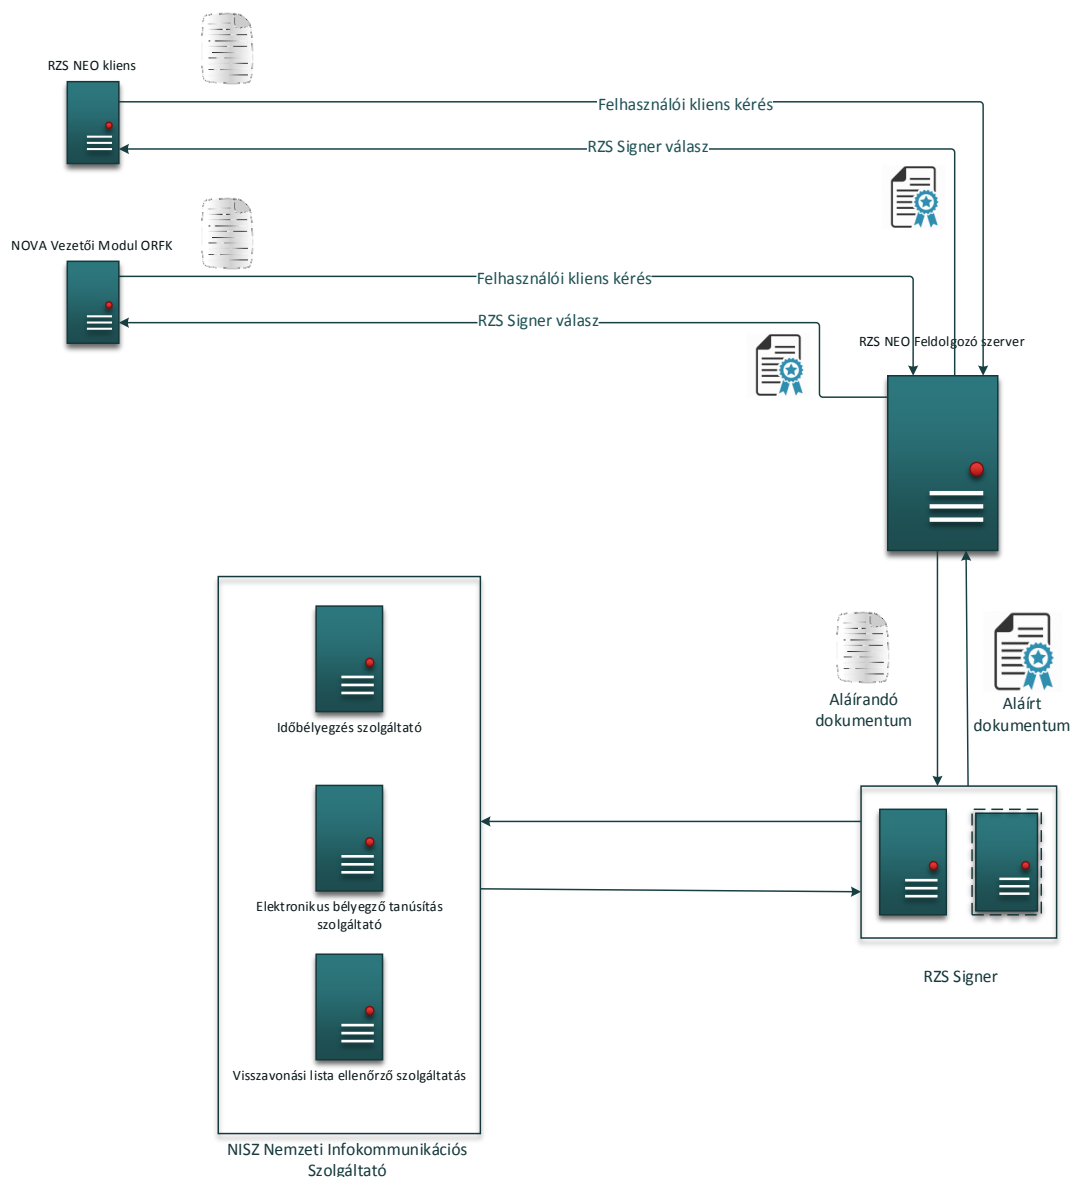 RZS NEO kliens
Felhasználói kliens kérés
RZS Signer válasz
NOVA Vezetői Modul ORFK
Felhasználói kliens kérés
RZS Signer válasz
RZS NEO Feldolgozó szerver
Aláírandó
dokumentum
Aláírt
dokumentum
Időbélyegzés szolgáltató
Elektronikus bélyegző tanúsítás
szolgáltató
RZS Signer
Visszavonási lista ellenőrző szolgáltatás
NISZ Nemzeti Infokommunikációs
Szolgáltató